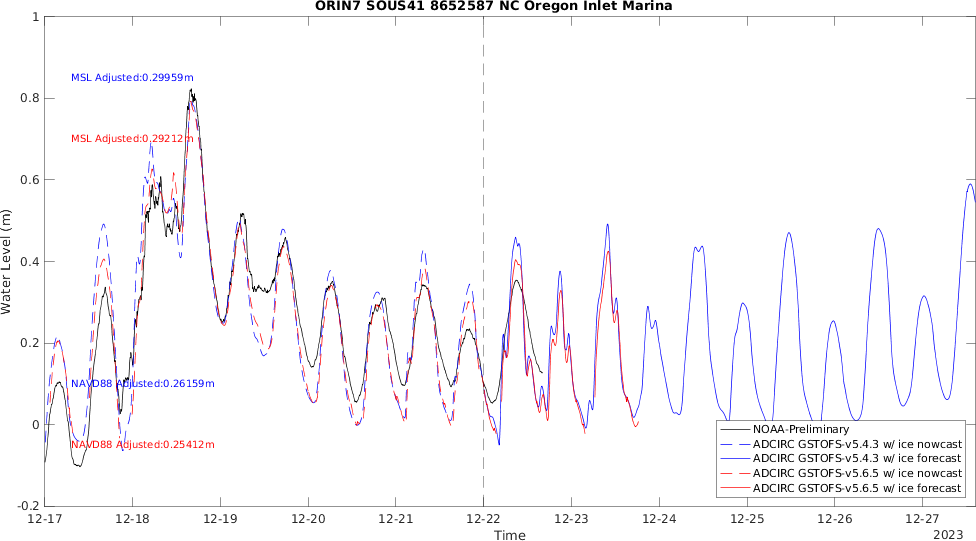 ORIN7 SOUS41 8652587 NC Oregon Inlet Marina
Water Level (m)
1
0.8
0.6
0.4
0.2
0
-0.2
MSL Adjusted:0.29959m
MSL Adjusted:0.29212m
NAVD88 Adjusted:0.26159m
NAVD88 Adjusted:0.25412m
NOAA-Preliminary
ADCIRC GSTOFS-v5.4.3 w/ ice nowcast
ADCIRC GSTOFS-v5.4.3 w/ ice forecast
ADCIRC GSTOFS-v5.6.5 w/ ice nowcast
ADCIRC GSTOFS-v5.6.5 w/ ice forecast
12-17 12-18 12-19 12-20 12-21 12-22 12-23 12-24 12-25 12-26 12-27
Time
2023